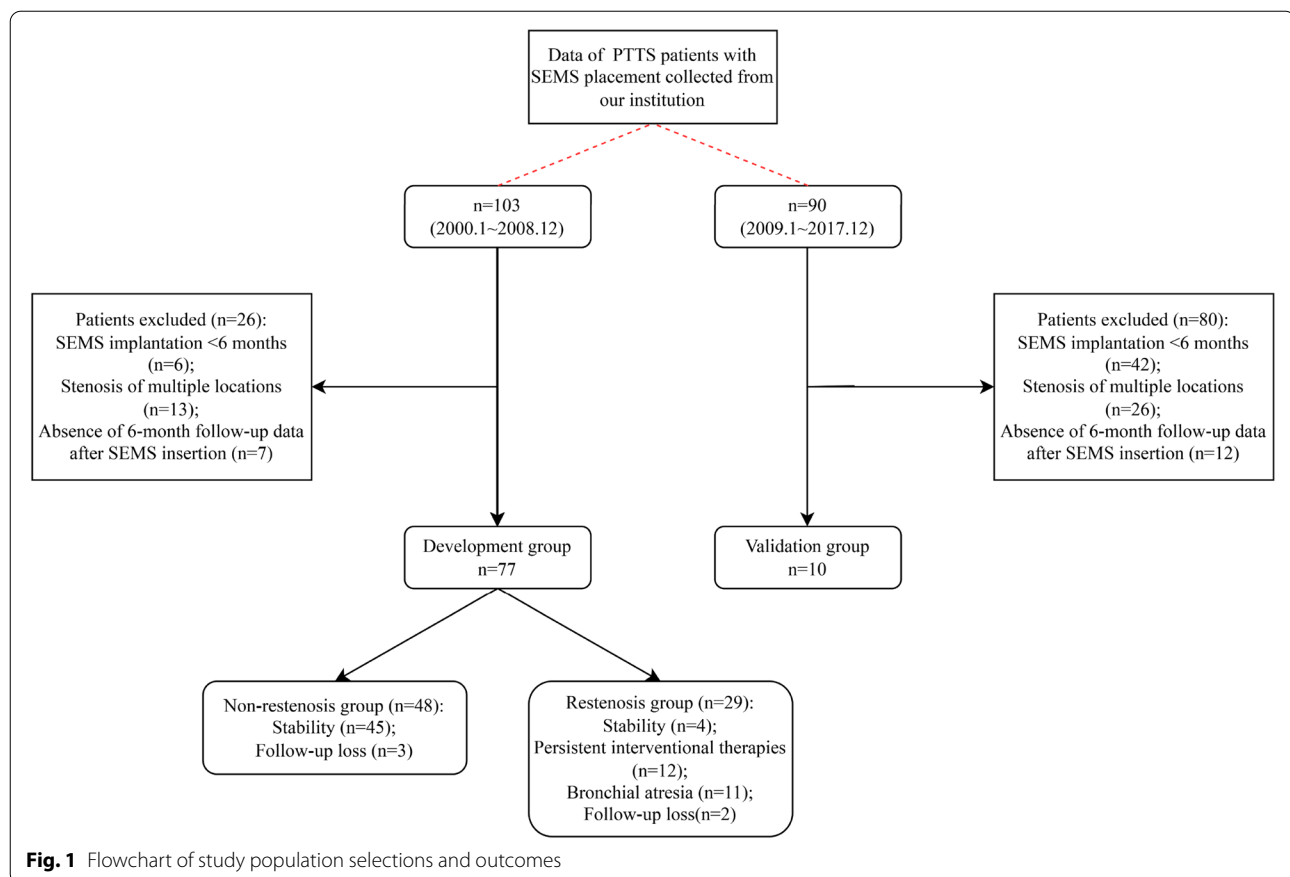 Data of PTTS patients with
SEMS placement collected from
our institution
n=103
(2000.1~2008.12)
n=90
(2009.1~2017.12)
Patients excluded (n=26):
SEMS implantation <6 months
(n=6);
Stenosis of multiple locations
(n=13);
Absence of 6-month follow-up data
after SEMS insertion (n=7)
Patients excluded (n=80):
SEMS implantation <6 months
(n=42);
Stenosis of multiple locations
(n=26);
Absence of 6-month follow-up data
after SEMS insertion (n=12)
Development group
n=77
Validation group
n=10
Non-restenosis group (n=48):
Stability (n=45);
Follow-up loss (n=3)
Restenosis group (n=29):
Stability (n=4);
Persistent interventional therapies
(n=12);
Bronchial atresia (n=11);
Follow-up loss(n=2)
Fig. 1 Flowchart of study population selections and outcomes